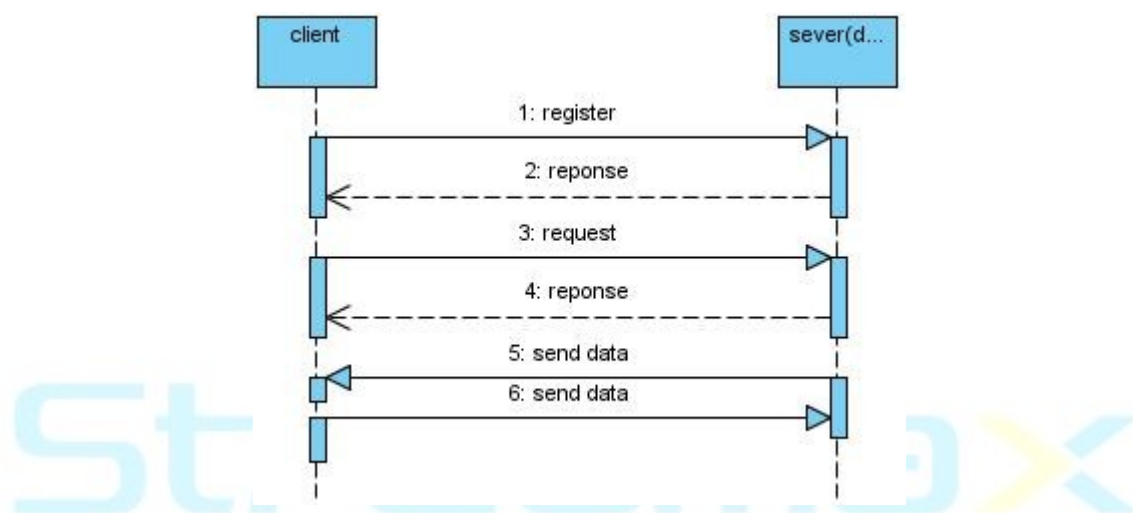 client
sever(d...
1: register
2: reponse
3: request
4: reponse
5: send data
6: send data